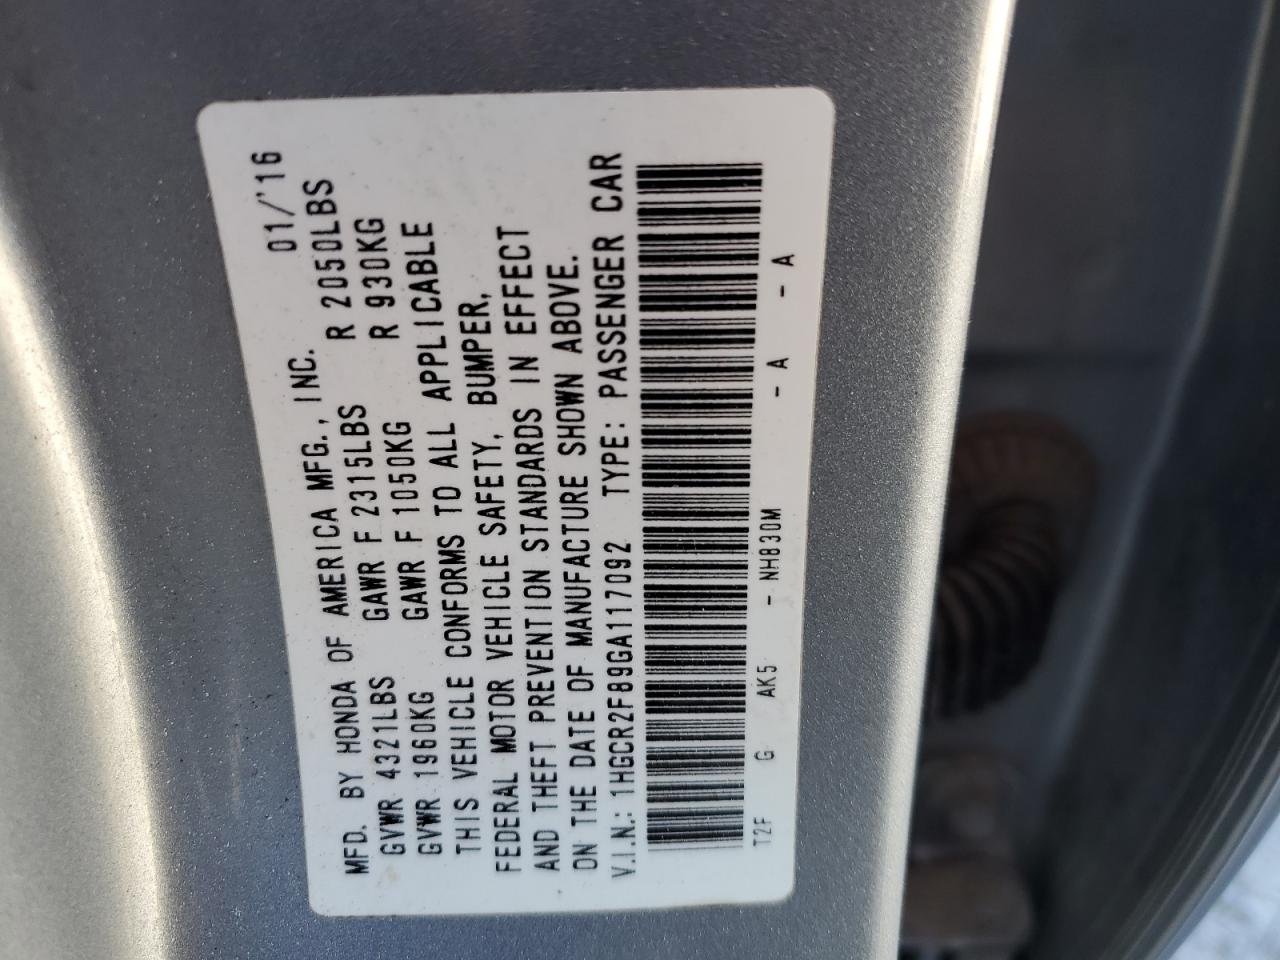 MFD. BY HONDA OF AMERICA MFG., INC. 01/'16
GVWR 4321LBS GAWR F 2315LBS R 2050LBS
GVWR 1960KG GAWR F 1050KG R 930KG
THIS VEHICLE CONFORMS TO ALL APPLICABLE
FEDERAL MOTOR VEHICLE SAFETY, BUMPER,
AND THEFT PREVENTION STANDARDS IN EFFECT
ON THE DATE OF MANUFACTURE SHOWN ABOVE.
V.I.N.: 1HGCR2F89GA117092 TYPE: PASSENGER CAR
T2F G AK5 - NH830M - A - A